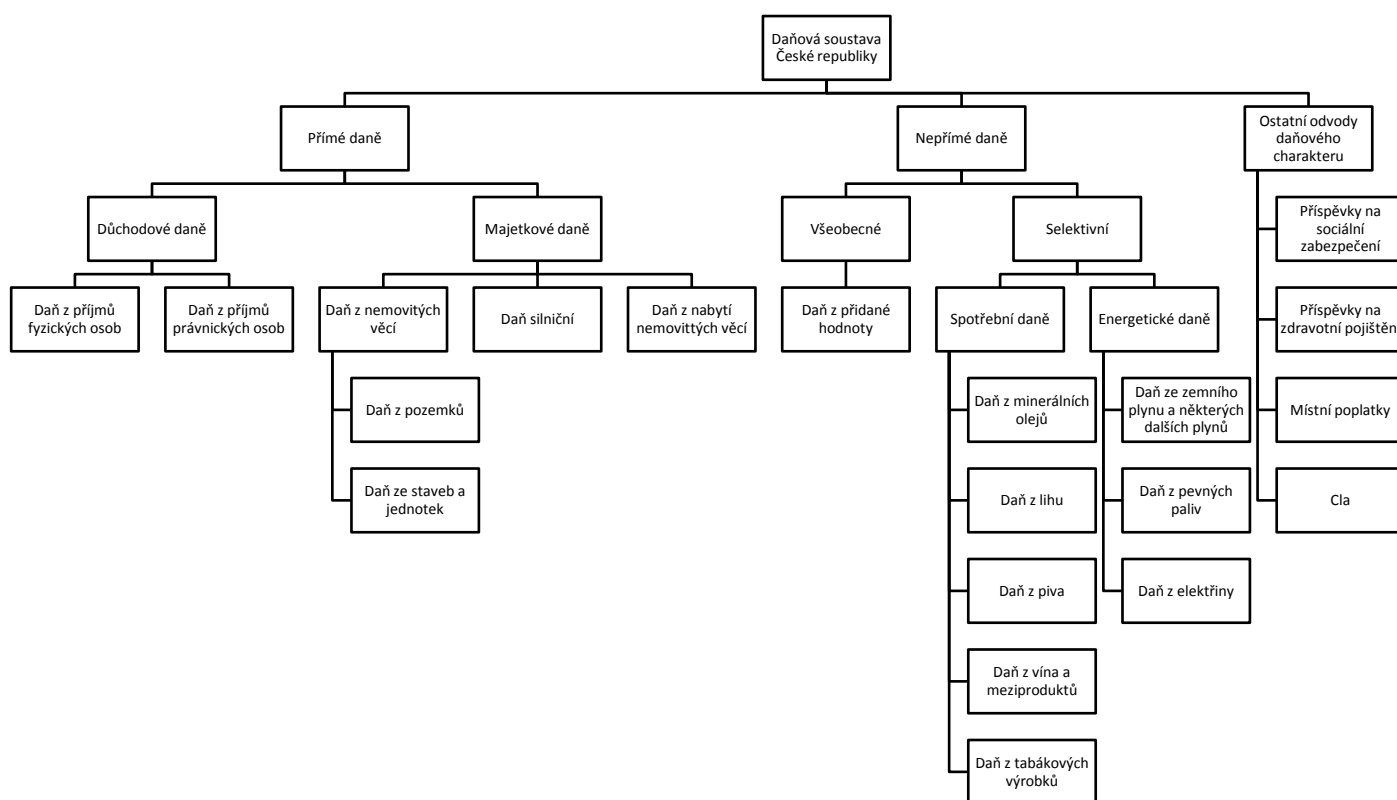 Daňová soustava
České republiky
Přímé daně
Nepřímé daně
Ostatní odvody
daňového
charakteru
Důchodové daně
Majetkové daně
Všeobecné
Selektivní
Příspěvky na
sociální
zabezpečení
Daň z příjmů
fyzických osob
Daň z příjmů
právnických osob
Daň z nemovitých
věcí
Daň silniční
Daň z nabytí
nemovittých věcí
Daň z přidané
hodnoty
Spotřební daně
Energetické daně
Příspěvky na
zdravotní pojištěn
Daň z pozemků
Daň z minerálních
olejů
Daň ze zemního
plynu a některých
dalších plynů
Místní poplatky
Daň ze staveb a
jednotek
Daň z lihu
Daň z pevných
paliv
Cla
Daň z piva
Daň z elektřiny
Daň z vína a
meziproduktů
Daň z tabákových
výrobků